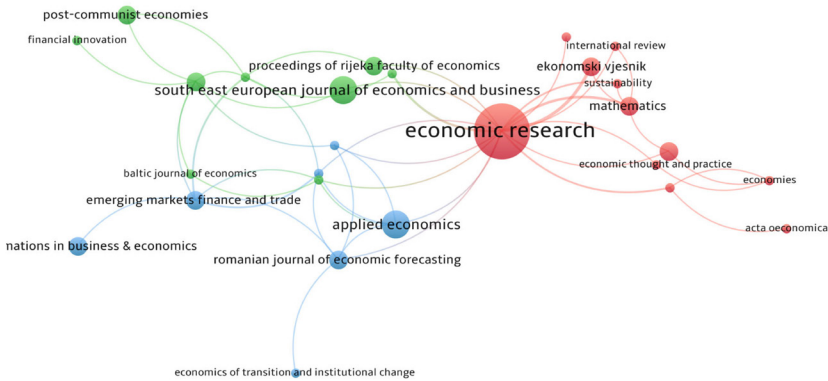 post-communist economies
financial innovation
international review
proceedings of rijeka faculty of economics
ekonomski vjesnik
sustainability
south east european journal of economics and business
mathematics
economic research
economic thought and practice
baltic journal of economics
economies
emerging markets finance and trade
applied economics
acta oeconomica
nations in business & economics
romanian journal of economic forecasting
economics of transition and institutional change